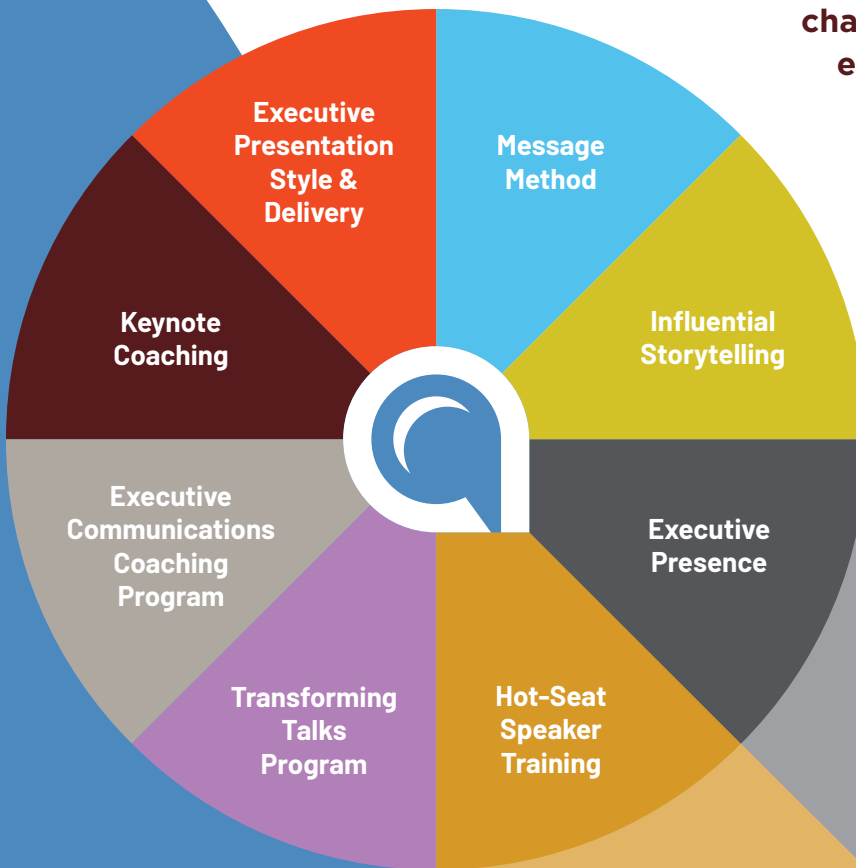 Executive
Presentation
Style &
Delivery
Message
Method
Influential
Storytelling
Executive
Presence
Hot-Seat
Speaker
Training
Transforming
Talks
Program
Executive
Communications
Coaching
Program
Keynote
Coaching